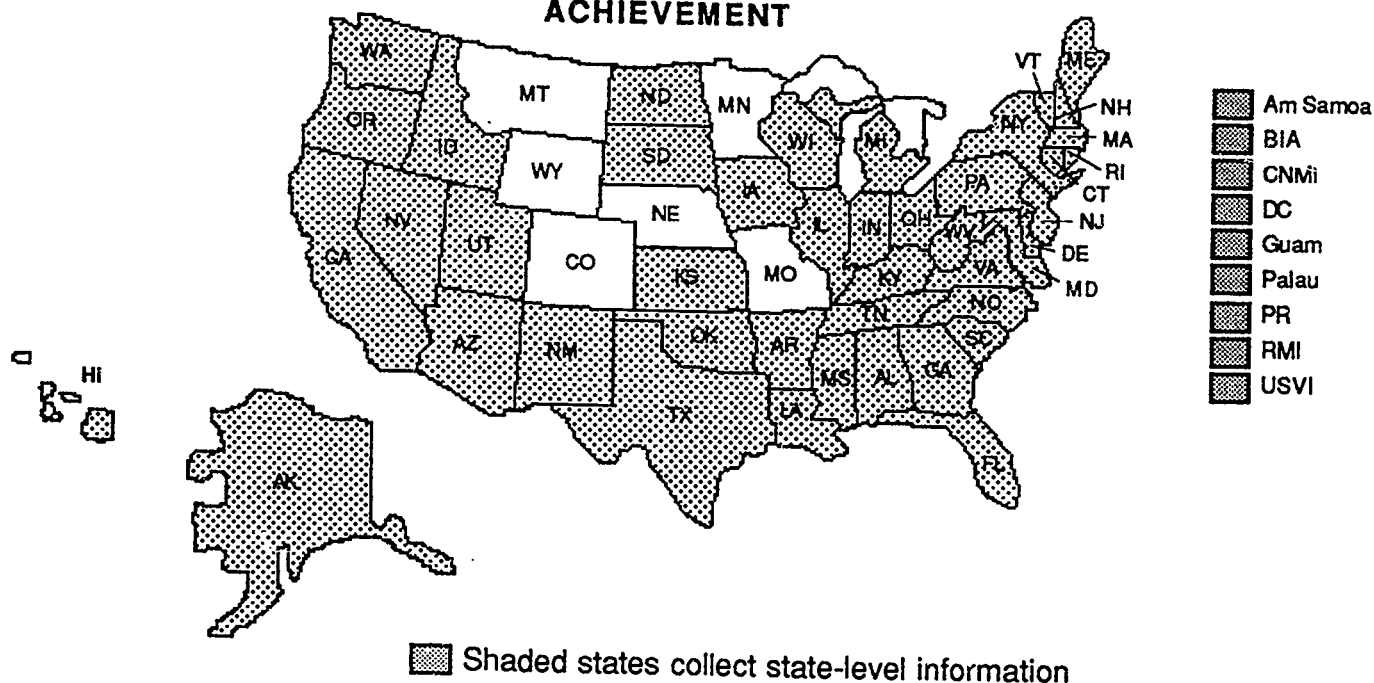 ACHIEVEMENT
WA
MT
ND
MN
VT
ME
OR
ID
WY
SD
WI
MI
NY
NH
MA
RI
CT
NV
UT
NE
IA
PA
NJ
CA
CO
KS
MO
IL
IN
OH
WV
VA
DE
MD
KY
AZ
NM
OK
AR
TN
NC
SC
TX
LA
MS
AL
GA
FL
Hi
AK
Am Samoa
BIA
CNMi
DC
Guam
Palau
PR
RMI
USVI
Shaded states collect state-level information